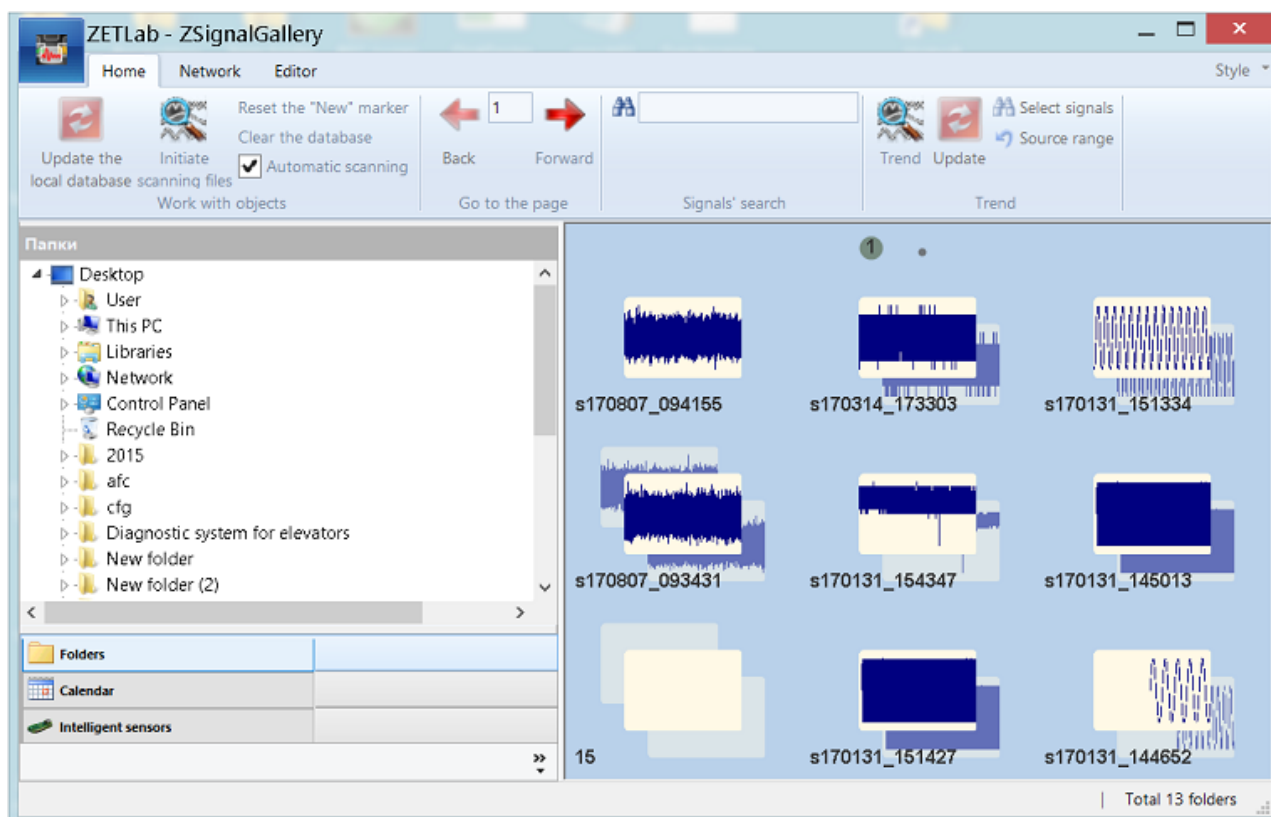 ZETLab - ZSignalGallery
Home Network Editor Style
Update the local database
Initiate scanning files
Reset the "New" marker
Clear the database
Automatic scanning
Work with objects
1
Back Forward
Go to the page
Signals' search
Trend Update
Select signals
Source range
Trend
Папки
Desktop
User
This PC
Libraries
Network
Control Panel
Recycle Bin
2015
afc
cfg
Diagnostic system for elevators
New folder
New folder (2)
Folders
Calendar
Intelligent sensors
1
s170807_094155 s170314_173303 s170131_151334
s170807_093431 s170131_154347 s170131_145013
15 s170131_151427 s170131_144652
Total 13 folders